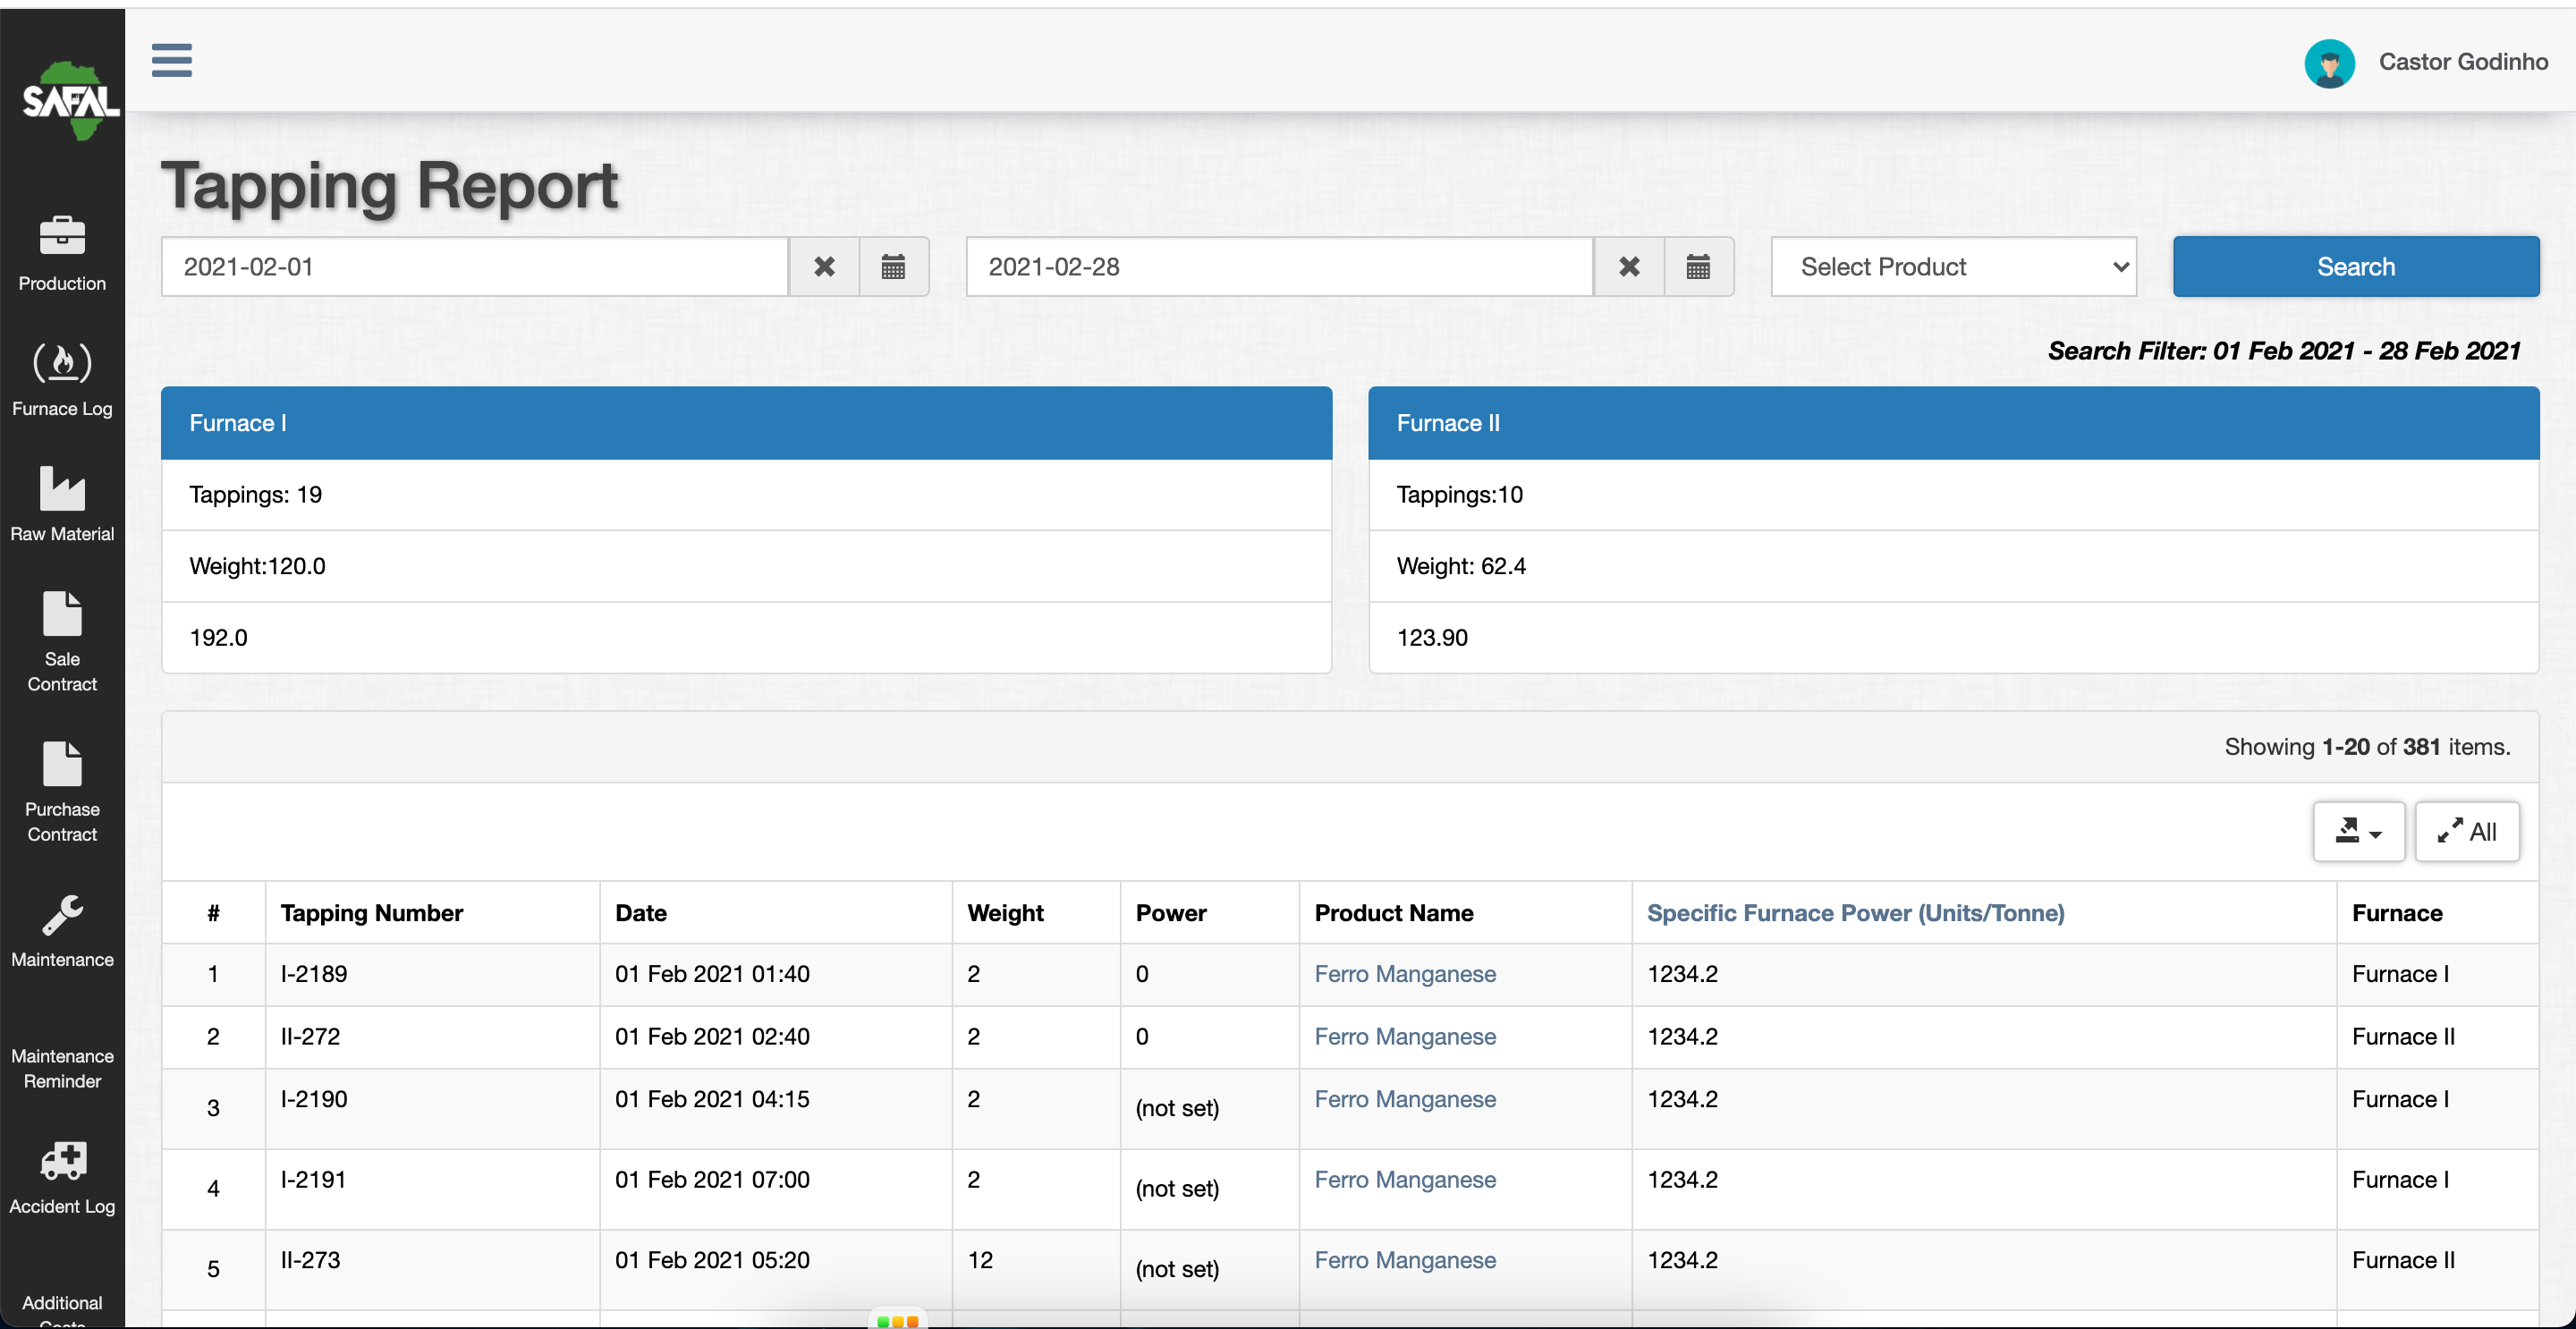 SAFAL
Castor Godinho
Production
Furnace Log
Raw Material
Sale
Contract
Purchase
Contract
Maintenance
Maintenance
Reminder
Accident Log
Additional
Tapping Report
2021-02-01
2021-02-28
Select Product
Search
Search Filter: 01 Feb 2021 - 28 Feb 2021
Furnace I
Tappings: 19
Weight:120.0
192.0
Furnace II
Tappings:10
Weight: 62.4
123.90
Showing 1-20 of 381 items.
All
# Tapping Number Date Weight Power Product Name Specific Furnace Power (Units/Tonne) Furnace
1 I-2189 01 Feb 2021 01:40 2 0 Ferro Manganese 1234.2 Furnace I
2 II-272 01 Feb 2021 02:40 2 0 Ferro Manganese 1234.2 Furnace II
3 I-2190 01 Feb 2021 04:15 2 (not set) Ferro Manganese 1234.2 Furnace I
4 I-2191 01 Feb 2021 07:00 2 (not set) Ferro Manganese 1234.2 Furnace I
5 II-273 01 Feb 2021 05:20 12 (not set) Ferro Manganese 1234.2 Furnace II